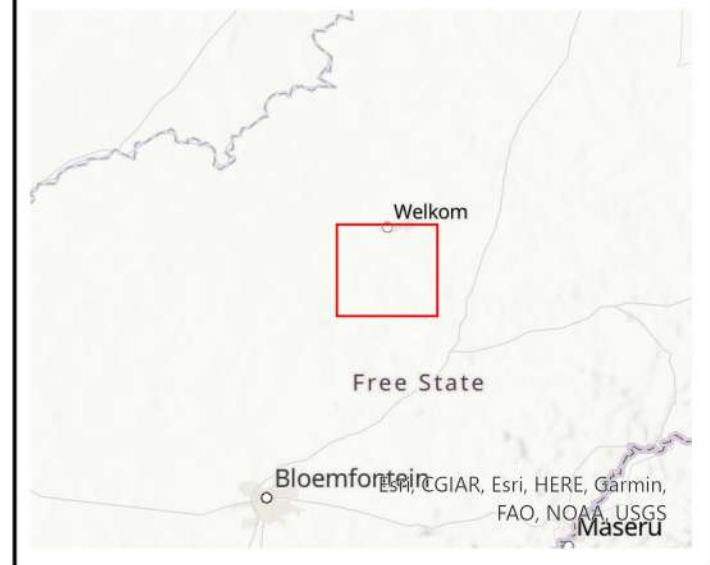 Welkom
Free State
Bloemfontein
Esri, CGIAR, Esri, HERE, Garmin,
FAO, NOAA, USGS
Maseru